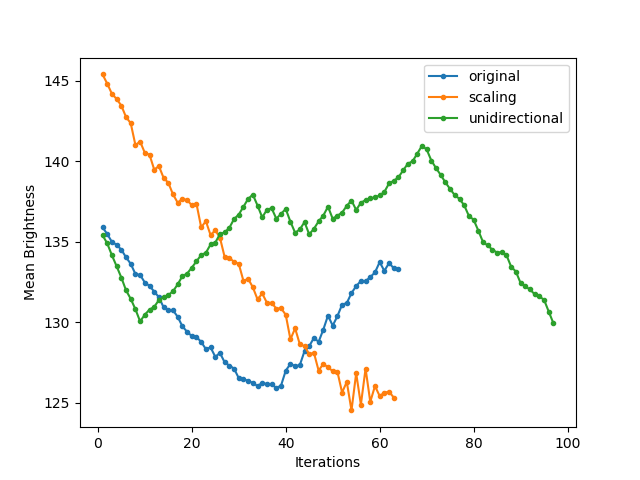 original
scaling
unidirectional
145
140
135
130
125
Mean Brightness
0 20 40 60 80 100
Iterations